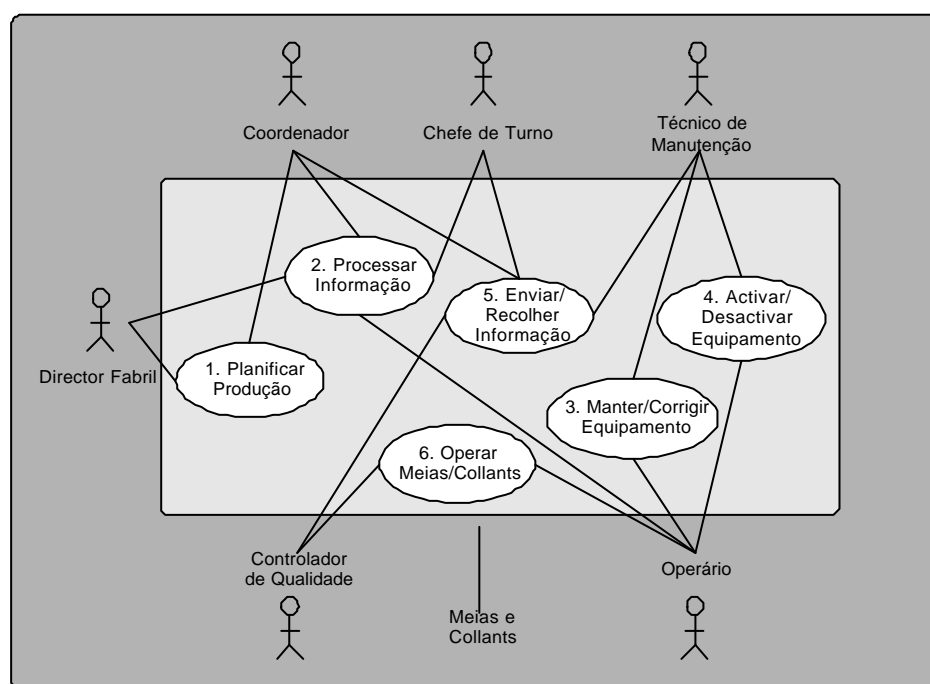 Coordenador
Chefe de Turno
Técnico de
Manutenção
2. Processar
Informação
5. Enviar/
Recolher
Informação
4. Activar/
Desactivar
Equipamento
Director Fabril
1. Planificar
Produção
3. Manter/Corrigir
Equipamento
6. Operar
Meias/Collants
Controlador
de Qualidade
Meias e
Collants
Operário